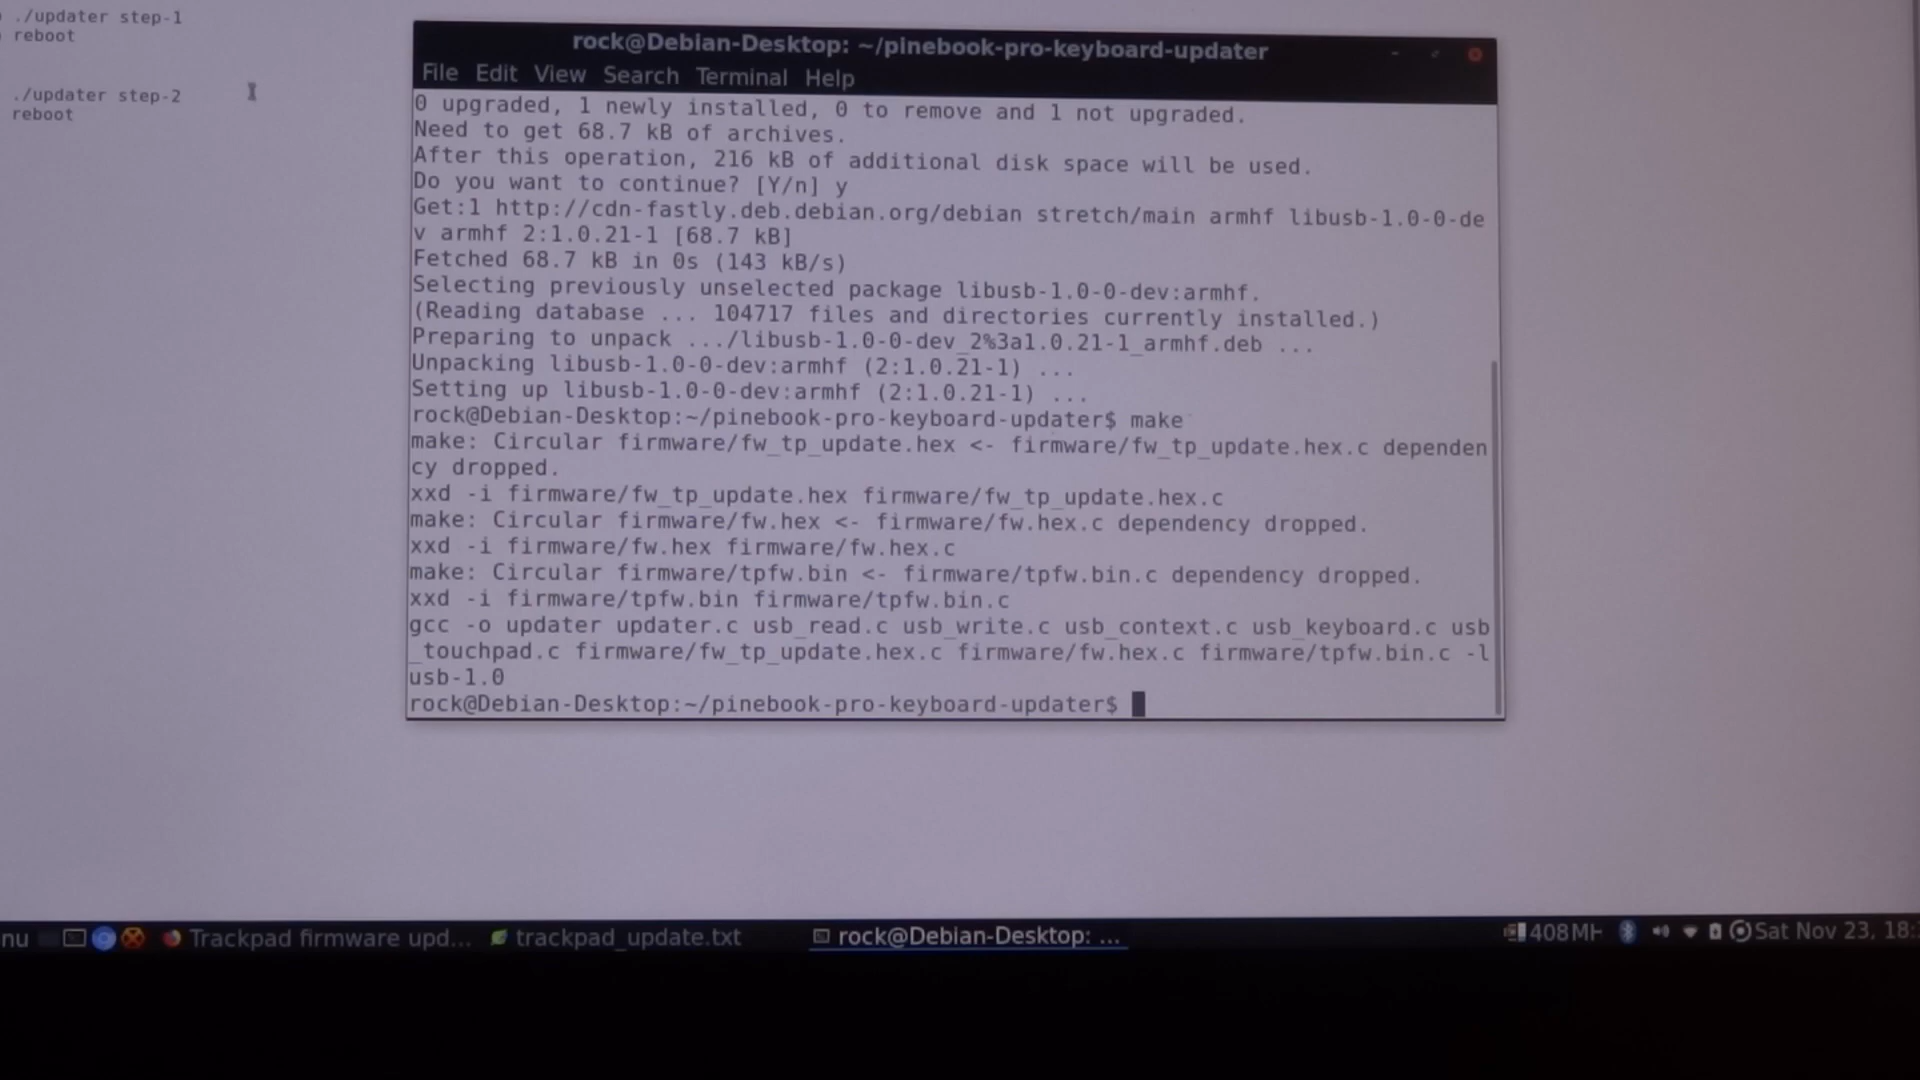 ./updater step-1
reboot
./updater step-2
reboot
rock@Debian-Desktop: ~/pinebook-pro-keyboard-updater
File Edit View Search Terminal Help
0 upgraded, 1 newly installed, 0 to remove and 1 not upgraded.
Need to get 68.7 kB of archives.
After this operation, 216 kB of additional disk space will be used.
Do you want to continue? [Y/n] y
Get:1 http://cdn-fastly.deb.debian.org/debian stretch/main armhf libusb-1.0-0-de
v armhf 2:1.0.21-1 [68.7 kB]
Fetched 68.7 kB in 0s (143 kB/s)
Selecting previously unselected package libusb-1.0-0-dev:armhf.
(Reading database ... 104717 files and directories currently installed.)
Preparing to unpack .../libusb-1.0-0-dev_2%3a1.0.21-1_armhf.deb ...
Unpacking libusb-1.0-0-dev:armhf (2:1.0.21-1) ...
Setting up libusb-1.0-0-dev:armhf (2:1.0.21-1) ...
rock@Debian-Desktop:~/pinebook-pro-keyboard-updater$ make
make: Circular firmware/fw_tp_update.hex <- firmware/fw_tp_update.hex.c dependen
cy dropped.
xxd -i firmware/fw_tp_update.hex firmware/fw_tp_update.hex.c
make: Circular firmware/fw.hex <- firmware/fw.hex.c dependency dropped.
xxd -i firmware/fw.hex firmware/fw.hex.c
make: Circular firmware/tpfw.bin <- firmware/tpfw.bin.c dependency dropped.
xxd -i firmware/tpfw.bin firmware/tpfw.bin.c
gcc -o updater updater.c usb_read.c usb_write.c usb_context.c usb_keyboard.c usb
_touchpad.c firmware/fw_tp_update.hex.c firmware/fw.hex.c firmware/tpfw.bin.c -l
usb-1.0
rock@Debian-Desktop:~/pinebook-pro-keyboard-updater$
nu Trackpad firmware upd... trackpad_update.txt rock@Debian-Desktop: ... 408MH Sat Nov 23, 18: